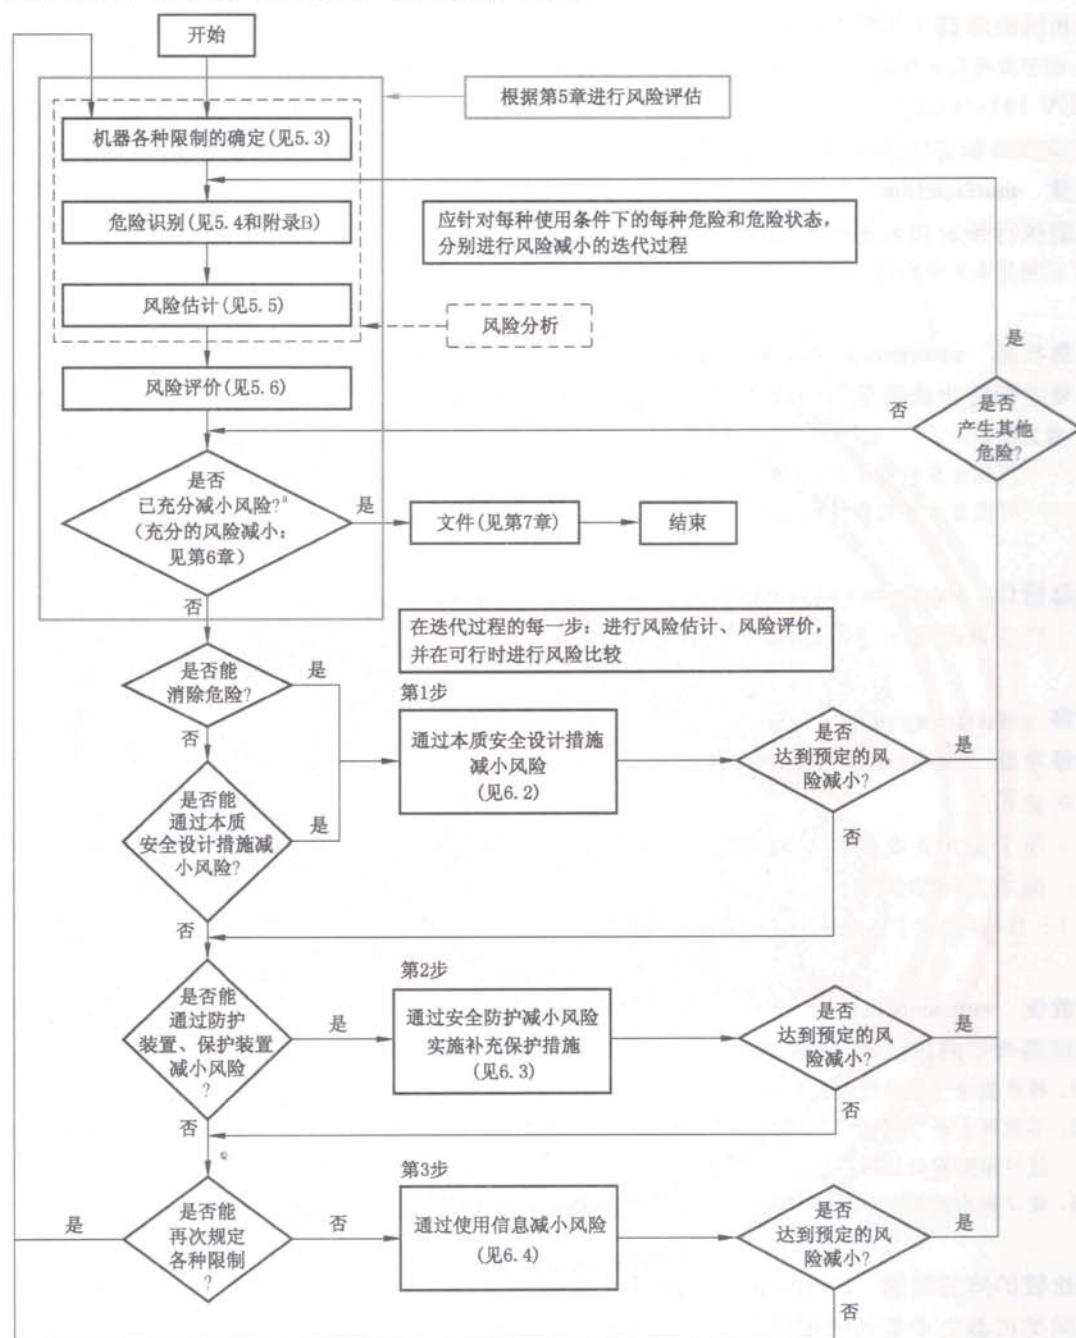 开始
根据第5章进行风险评估
机器各种限制的确定(见5.3)
危险识别(见5.4和附录B)
应针对每种使用条件下的每种危险和危险状态，
分别进行风险减小的迭代过程
风险估计(见5.5)
风险分析
是
风险评价(见5.6)
否
是否
产生其他
危险?
是否
已充分减小风险?a
(充分的风险减小:
见第6章)
是
文件(见第7章)
结束
否
在迭代过程的每一步: 进行风险估计、风险评价，
并在可行时进行风险比较
是否能
消除危险?
是
第1步
否
通过本质安全设计措施
减小风险
(见6.2)
是否
达到预定的风
险减小?
是
是否能
通过本质
安全设计措施减
小风险?
是
否
否
第2步
是否能
通过防护
装置、保护装置
减小风险
?
是
通过安全防护减小风险
实施补充保护措施
(见6.3)
是否
达到预定的风
险减小?
是
否
否
第3步
是
是否能
再次规定
各种限制
?
否
通过使用信息减小风险
(见6.4)
是否
达到预定的风
险减小?
是
否